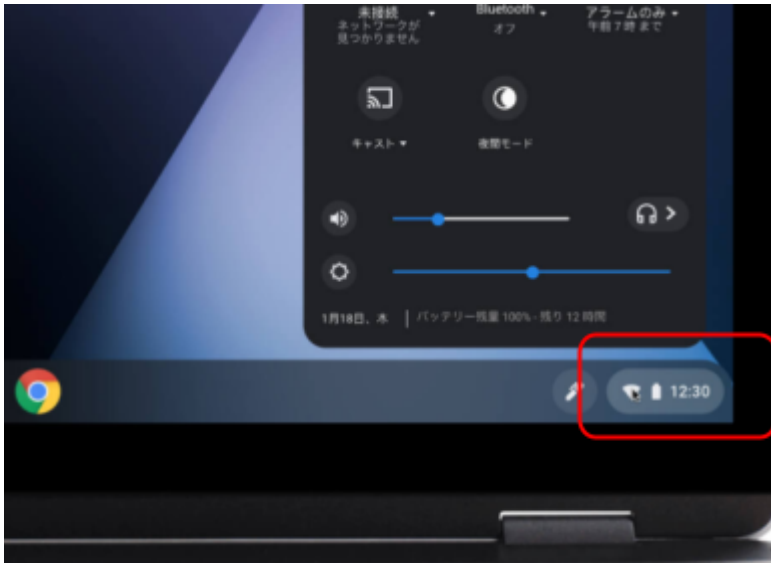 未接続
ネットワークが
見つかりません
Bluetooth
オフ
アラームのみ
午前 7 時 まで
キャスト
夜間モード
1月18日、木 | バッテリー残量 100% - 残り 12 時間
12:30